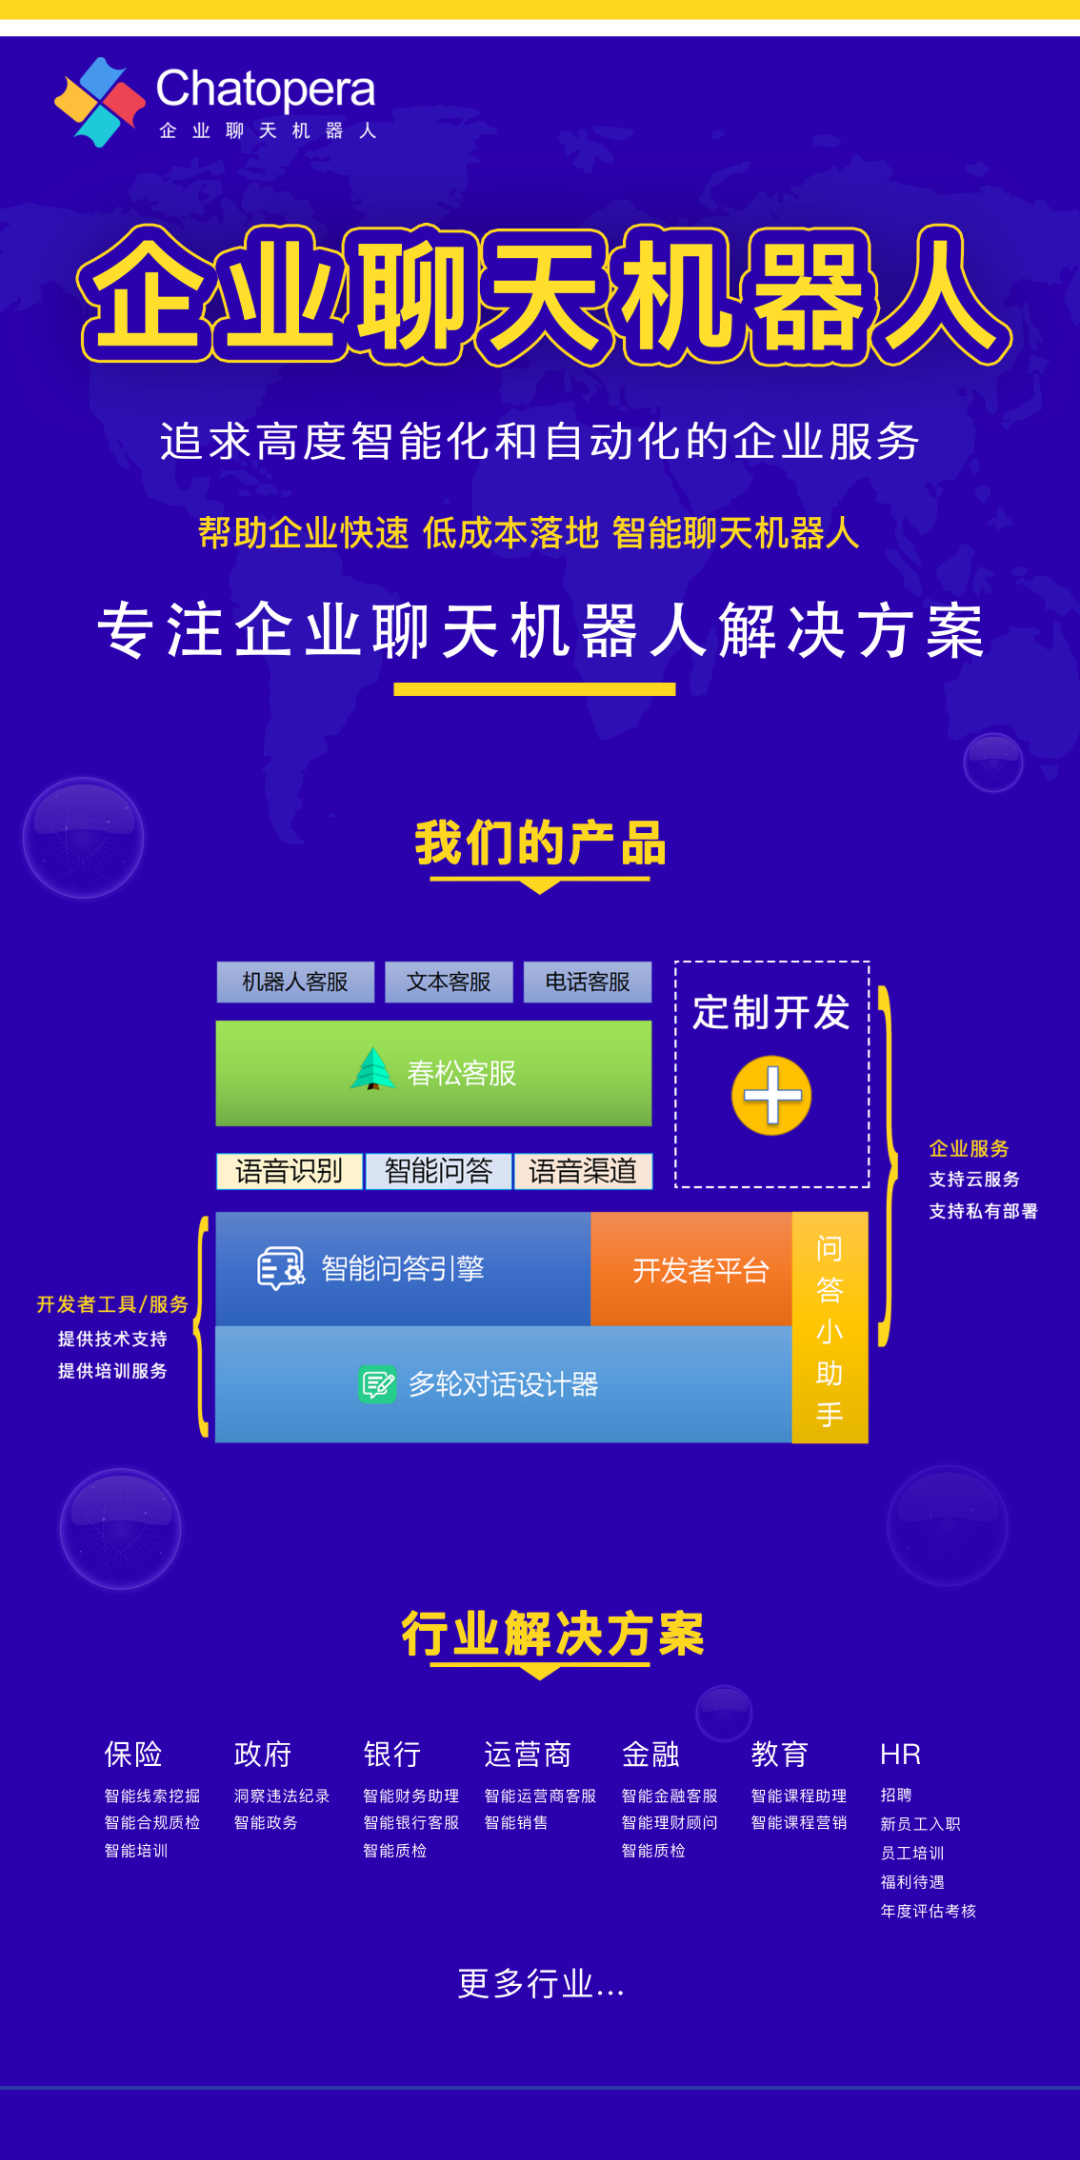 Chatopera
企业聊天机器人
企业聊天机器人
追求高度智能化和自动化的企业服务
帮助企业快速 低成本落地 智能聊天机器人
专注企业聊天机器人解决方案
我们的产品
机器人客服
文本客服
电话客服
定制开发
春松客服
语音识别
智能问答
语音渠道
企业服务
支持云服务
支持私有部署
智能问答引擎
开发者平台
问答小助手
开发者工具/服务
提供技术支持
提供培训服务
多轮对话设计器
行业解决方案
保险
智能线索挖掘
智能合规质检
智能培训
政府
洞察违法纪录
智能政务
银行
智能财务助理
智能银行客服
智能质检
运营商
智能运营商客服
智能销售
金融
智能金融客服
智能理财顾问
智能质检
教育
智能课程助理
智能课程营销
HR
招聘
新员工入职
员工培训
福利待遇
年度评估考核
更多行业...